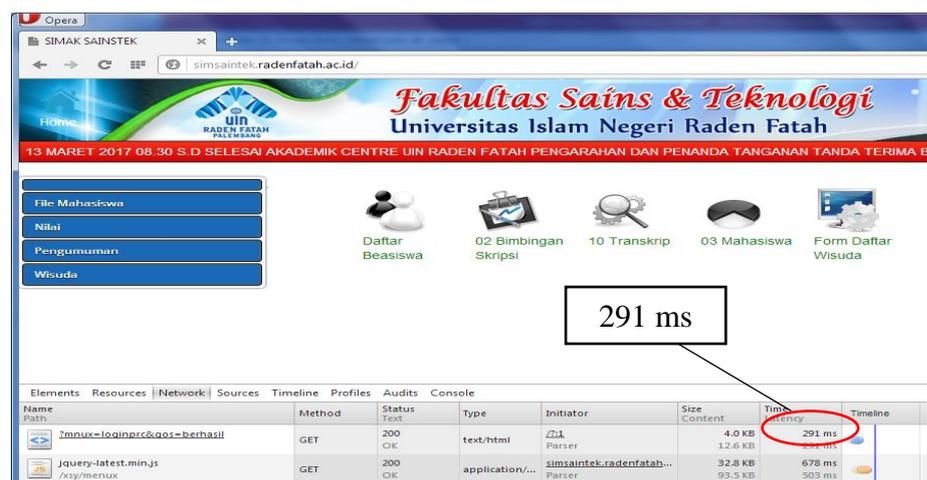 Opera
SIMAK SAINSTEK
simsaintek.radenfatah.ac.id/
Home
uin
RADEN FATAH
PALEMBANG
Fakultas Sains & Teknologi
Universitas Islam Negeri Raden Fatah
13 MARET 2017 08.30 S.D SELESAI AKADEMIK CENTRE UIN RADEN FATAH PENGARAHAN DAN PENANDA TANGANAN TANDA TERIMA B
File Mahasiswa
Nilai
Pengumuman
Wisuda
Daftar
Beasiswa
02 Bimbingan
Skripsi
10 Transkrip
03 Mahasiswa
Form Daftar
Wisuda
291 ms
Elements Resources Network Sources Timeline Profiles Audits Console
Name Method Status Type Initiator Size Time Timeline
Path Text Content Latency
?mnux=loginprc&gos=berhasil GET 200 text/html /?:1 4.0 KB 291 ms
OK Parser 12.6 KB 291 ms
jquery-latest.min.js GET 200 application/... simsaintek.radenfatah... 32.8 KB 678 ms
/xsy/menux OK Parser 93.5 KB 503 ms